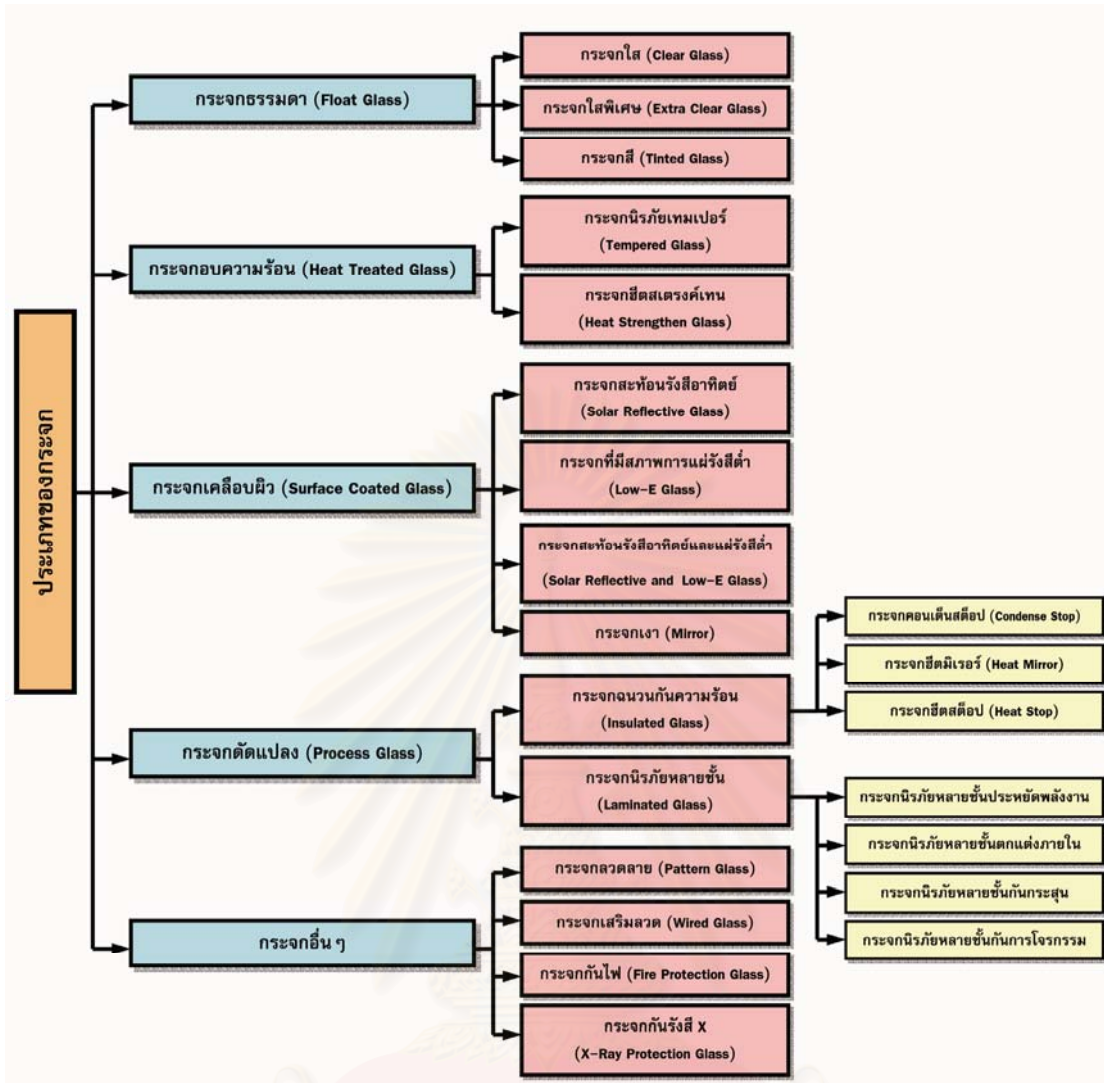 ประเภทของกระจก
กระจกธรรมดา (Float Glass)
กระจกใส (Clear Glass)
กระจกใสพิเศษ (Extra Clear Glass)
กระจกสี (Tinted Glass)
กระจกอบความร้อน (Heat Treated Glass)
กระจกนิรภัยเทมเปอร์
(Tempered Glass)
กระจกฮีตสเตรงค์เทน
(Heat Strengthen Glass)
กระจกเคลือบผิว (Surface Coated Glass)
กระจกสะท้อนรังสีอาทิตย์
(Solar Reflective Glass)
กระจกที่มีสภาพการแผ่รังสีต่ำ
(Low-E Glass)
กระจกสะท้อนรังสีอาทิตย์และแผ่รังสีต่ำ
(Solar Reflective and Low-E Glass)
กระจกเงา (Mirror)
กระจกดัดแปลง (Process Glass)
กระจกฉนวนกันความร้อน
(Insulated Glass)
กระจกคอนเด็นสต็อป (Condense Stop)
กระจกฮีตมิเรอร์ (Heat Mirror)
กระจกฮีตสต็อป (Heat Stop)
กระจกนิรภัยหลายชั้น
(Laminated Glass)
กระจกนิรภัยหลายชั้นประหยัดพลังงาน
กระจกนิรภัยหลายชั้นตกแต่งภายใน
กระจกนิรภัยหลายชั้นกันกระสุน
กระจกนิรภัยหลายชั้นกันการโจรกรรม
กระจกอื่น ๆ
กระจกลวดลาย (Pattern Glass)
กระจกเสริมลวด (Wired Glass)
กระจกกันไฟ (Fire Protection Glass)
กระจกกันรังสี X
(X-Ray Protection Glass)